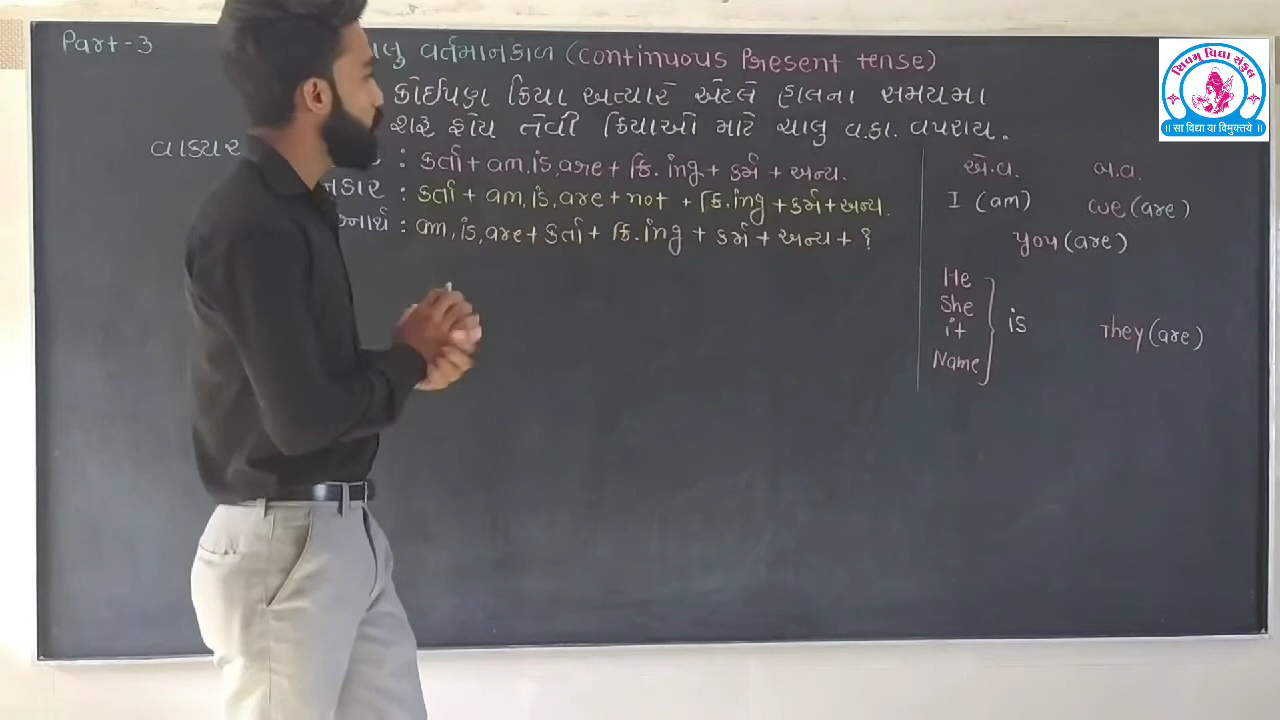 Part-3
ચાલુ વર્તમાનકાળ (continuous Present tense)
કોઈપણ ક્રિયા અત્યારે એટલે હાલના સમયમા
શરૂ હોય તેવી ક્રિયાઓ માટે ચાલુ વ.કા. વપરાય.
: કર્તા + am, is, are + ક્રિ. ing + કર્મ + અન્ય.
નકાર : કર્તા + am, is, are + not + ક્રિ. ing + કર્મ + અન્ય.
: am, is, are + કર્તા + ક્રિ. ing + કર્મ + અન્ય + ?
એ.વ. બ.વ.
I (am) we (are)
you (are)
He
She
it
Name
is
They (are)
शिवम् विद्या संकुल
|| सा विद्या या विमुक्तये ||